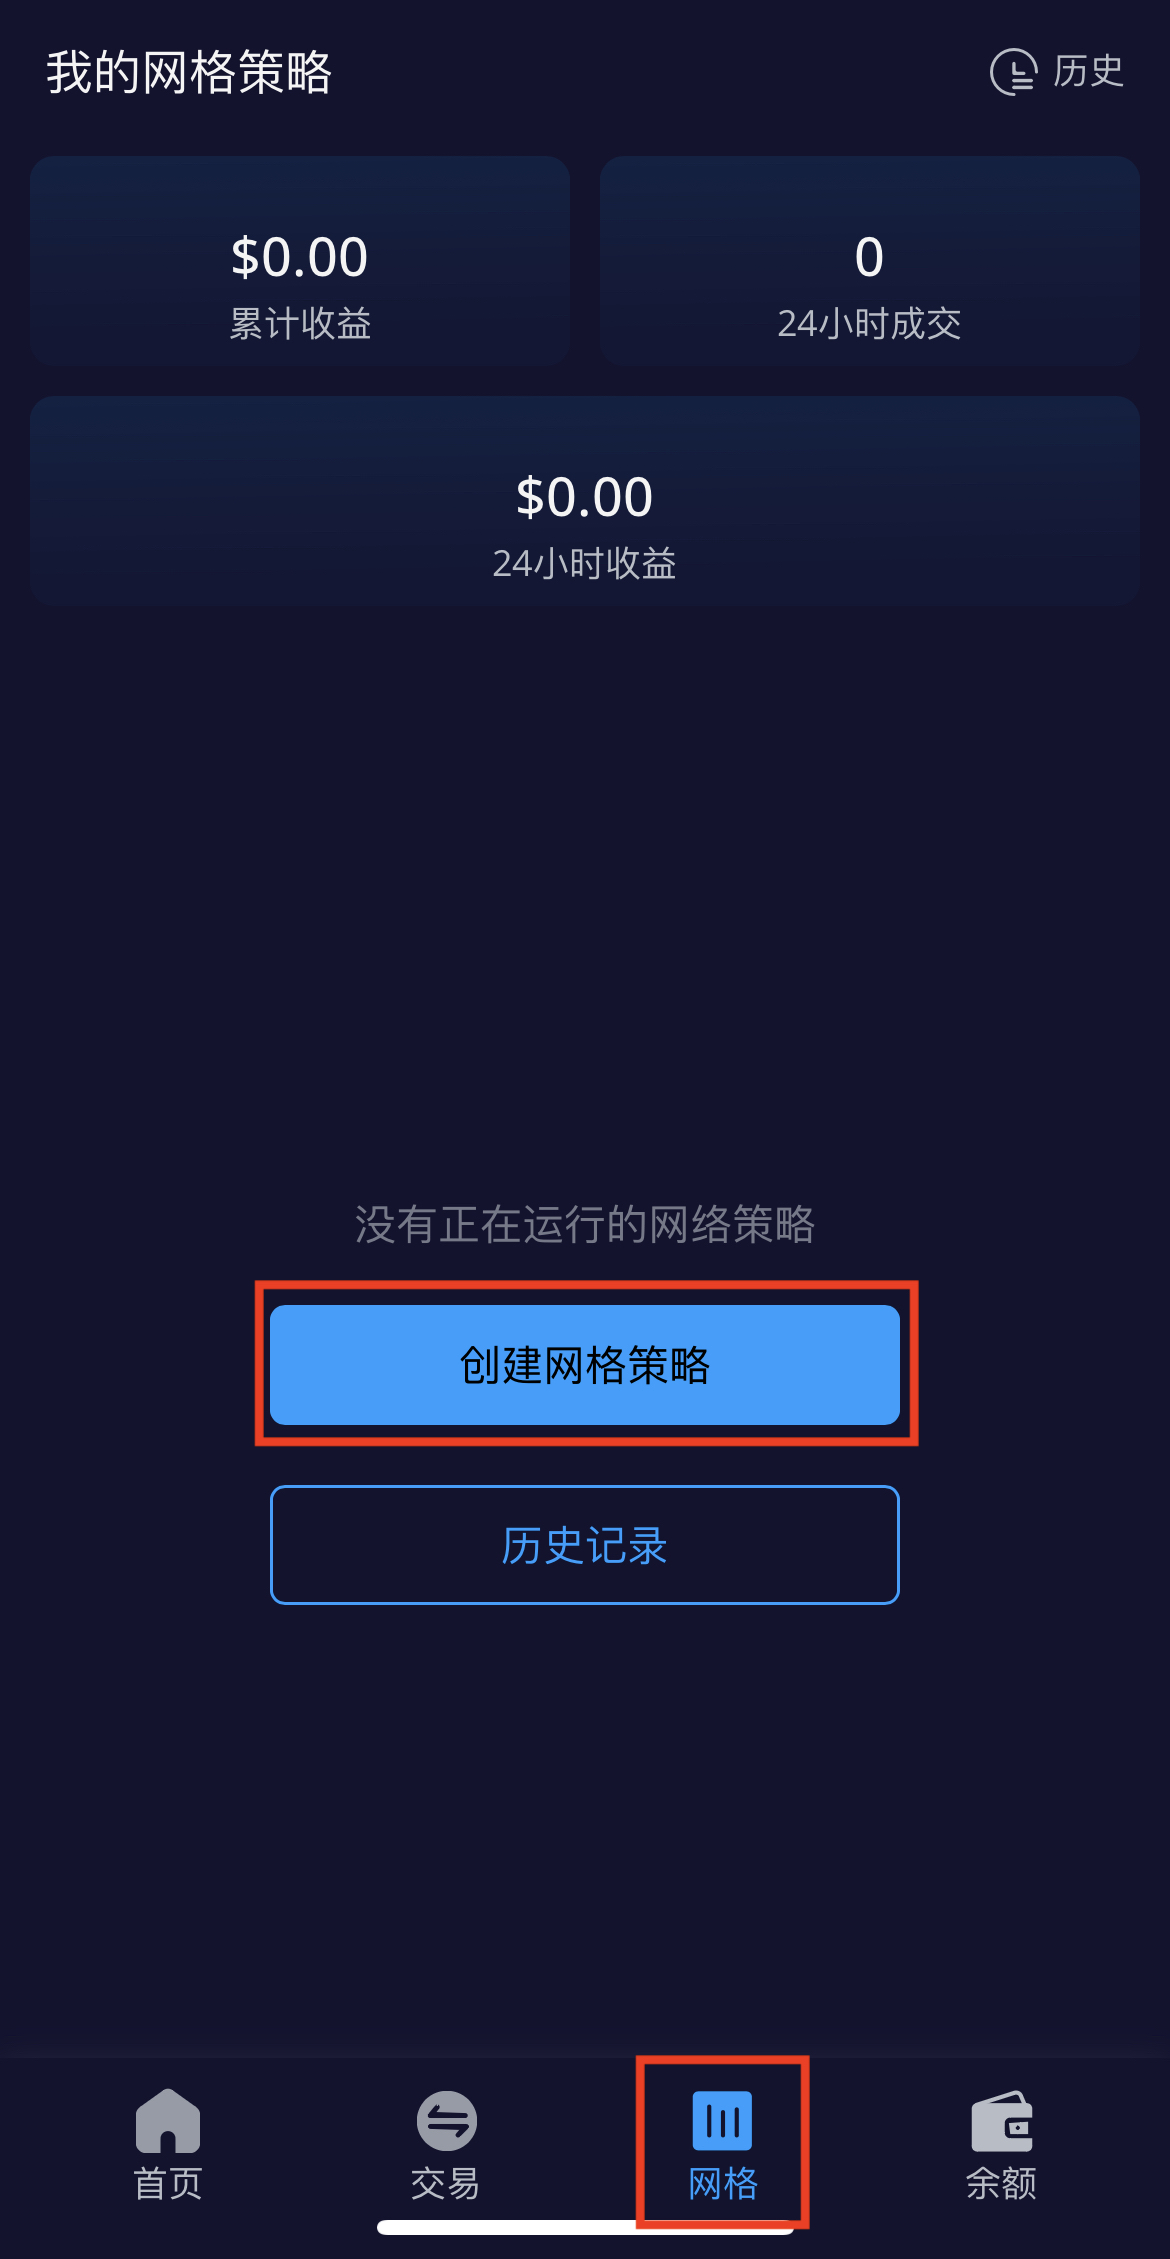 我的网格策略
历史
$0.00
累计收益
0
24小时成交
$0.00
24小时收益
没有正在运行的网络策略
创建网格策略
历史记录
首页
交易
网格
余额